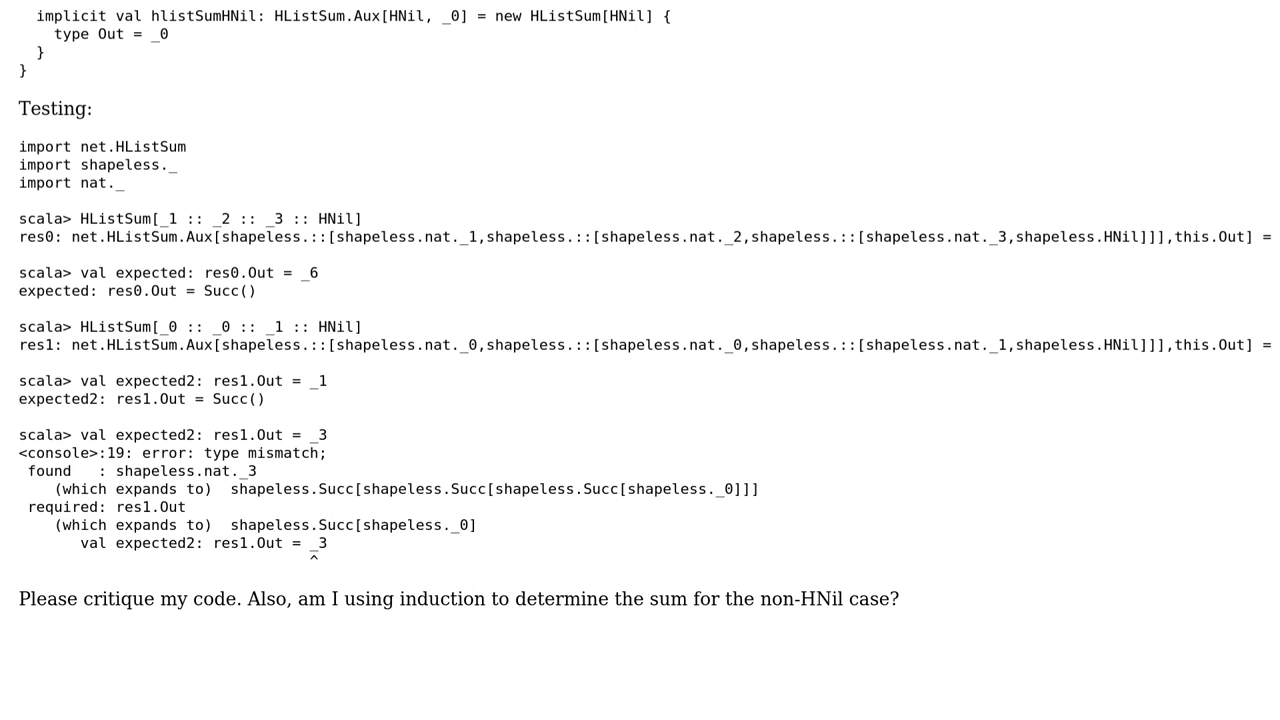 implicit val hlistSumHNil: HListSum.Aux[HNil, _0] = new HListSum[HNil] {
    type Out = _0
  }
}
Testing:
import net.HListSum
import shapeless._
import nat._
scala> HListSum[_1 :: _2 :: _3 :: HNil]
res0: net.HListSum.Aux[shapeless.::[shapeless.nat._1,shapeless.::[shapeless.nat._2,shapeless.::[shapeless.nat._3,shapeless.HNil]]],this.Out] =
scala> val expected: res0.Out = _6
expected: res0.Out = Succ()
scala> HListSum[_0 :: _0 :: _1 :: HNil]
res1: net.HListSum.Aux[shapeless.::[shapeless.nat._0,shapeless.::[shapeless.nat._0,shapeless.::[shapeless.nat._1,shapeless.HNil]]],this.Out] =
scala> val expected2: res1.Out = _1
expected2: res1.Out = Succ()
scala> val expected2: res1.Out = _3
<console>:19: error: type mismatch;
 found   : shapeless.nat._3
    (which expands to)  shapeless.Succ[shapeless.Succ[shapeless.Succ[shapeless._0]]]
 required: res1.Out
    (which expands to)  shapeless.Succ[shapeless._0]
       val expected2: res1.Out = _3
                                 ^
Please critique my code. Also, am I using induction to determine the sum for the non-HNil case?